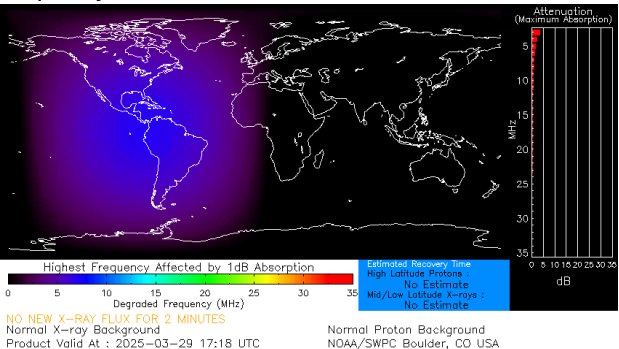 Attenuation
(Maximum Absorption)
5
10
15
20
25
30
35
MHz
0 5 10 15 20 25 30 35
dB
Highest Frequency Affected by 1dB Absorption
0 5 10 15 20 25 30 35
Degraded Frequency (MHz)
Estimated Recovery Time
High Latitude Protons :
No Estimate
Mid/Low Latitude X-rays :
No Estimate
NO NEW X-RAY FLUX FOR 2 MINUTES
Normal X-ray Background
Normal Proton Background
Product Valid At : 2025-03-29 17:18 UTC
NOAA/SWPC Boulder, CO USA